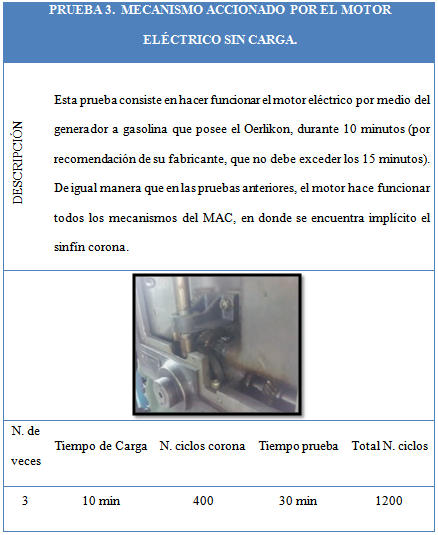 PRUEBA 3. MECANISMO ACCIONADO POR EL MOTOR
ELÉCTRICO SIN CARGA.
DESCRIPCIÓN
Esta prueba consiste en hacer funcionar el motor eléctrico por medio del
generador a gasolina que posee el Oerlikon, durante 10 minutos (por
recomendación de su fabricante, que no debe exceder los 15 minutos).
De igual manera que en las pruebas anteriores, el motor hace funcionar
todos los mecanismos del MAC, en donde se encuentra implícito el
sinfín corona.
N. de
veces
Tiempo de Carga N. ciclos corona Tiempo prueba Total N. ciclos
3 10 min 400 30 min 1200